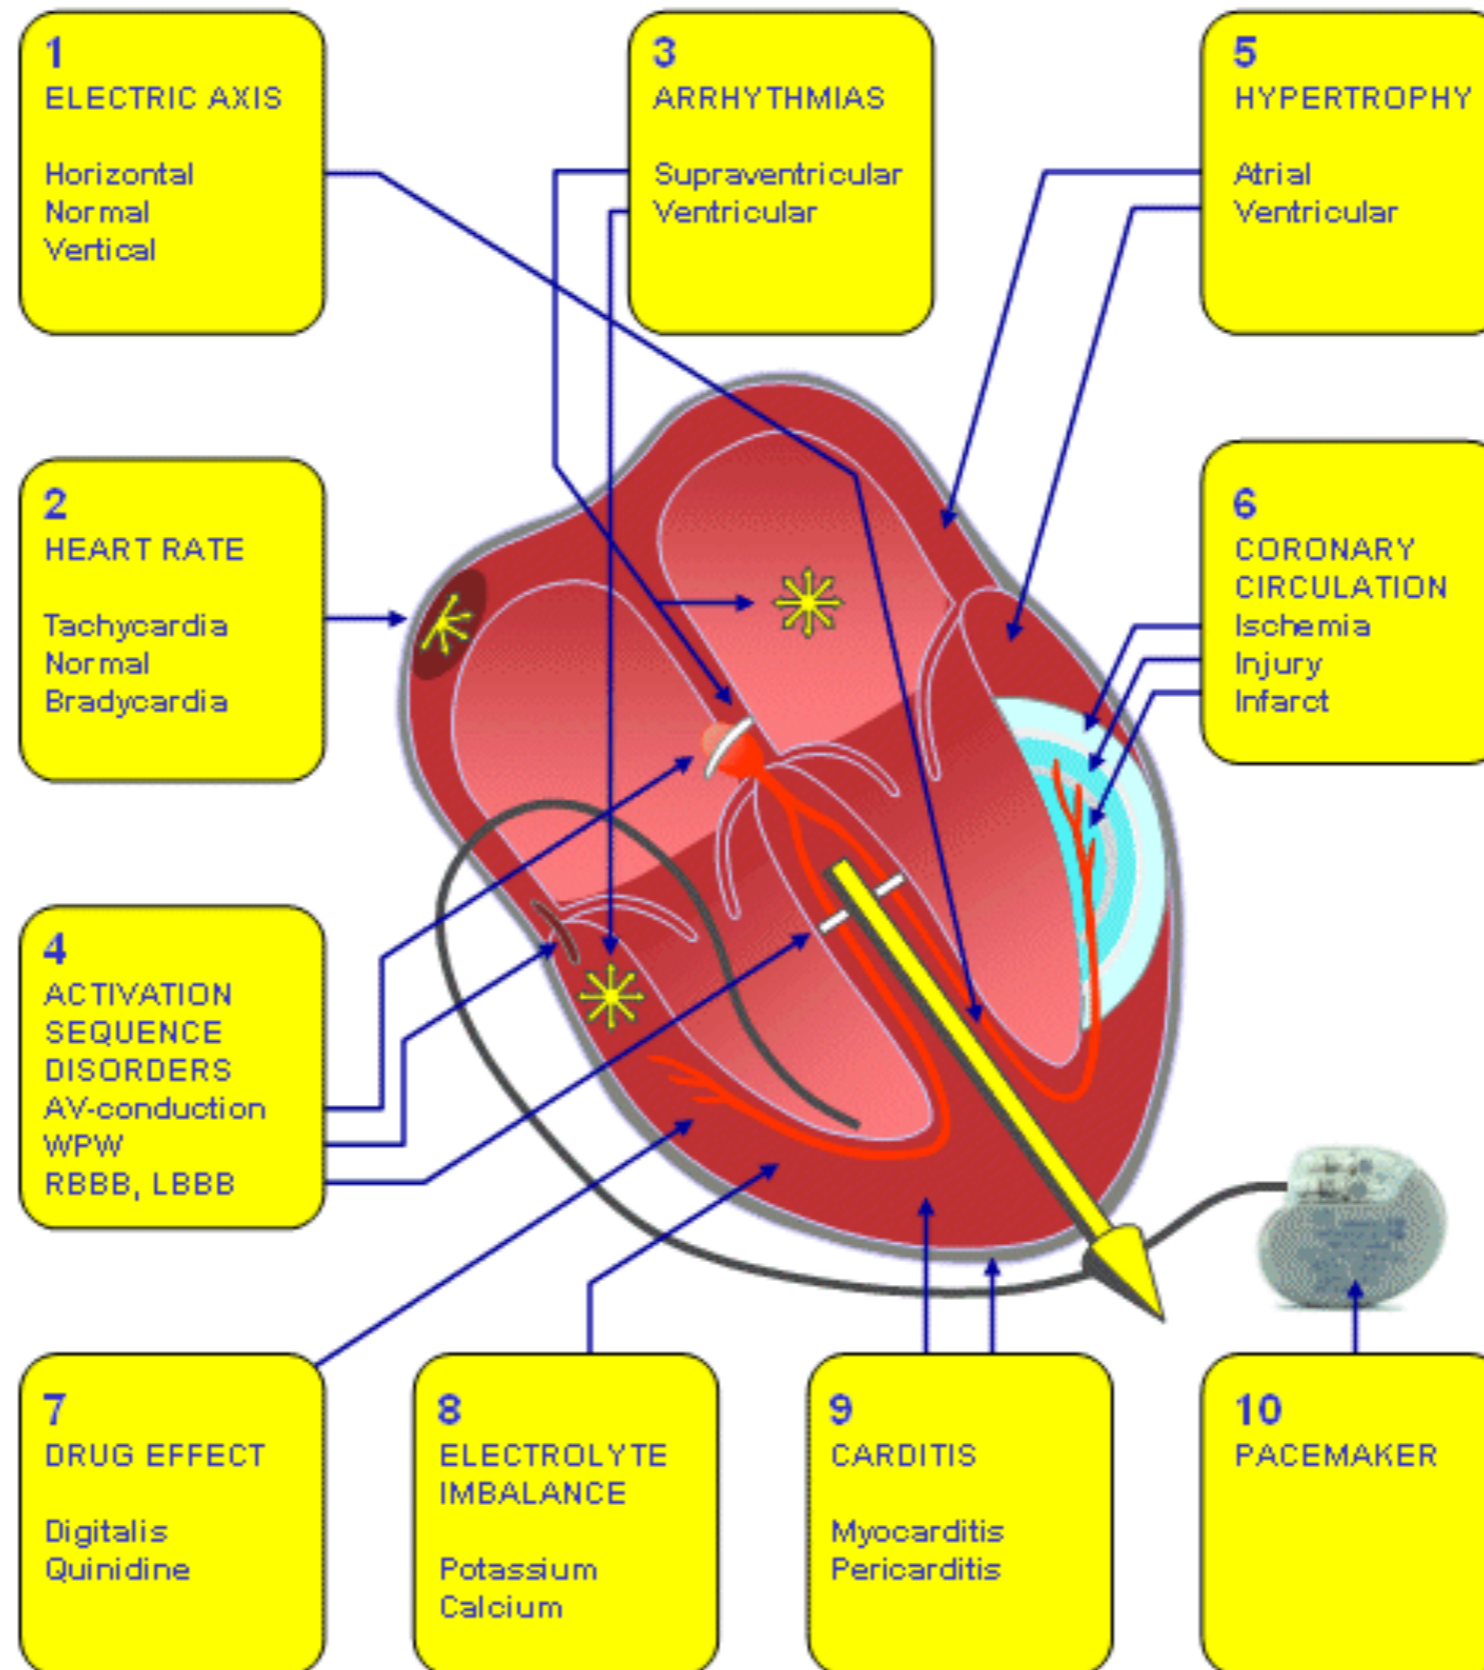 1
ELECTRIC AXIS
Horizontal
Normal
Vertical
3
ARRHYTHMIAS
Supraventricular
Ventricular
5
HYPERTROPHY
Atrial
Ventricular
2
HEART RATE
Tachycardia
Normal
Bradycardia
6
CORONARY
CIRCULATION
Ischemia
Injury
Infarct
4
ACTIVATION
SEQUENCE
DISORDERS
AV-conduction
WPW
RBBB, LBBB
7
DRUG EFFECT
Digitalis
Quinidine
8
ELECTROLYTE
IMBALANCE
Potassium
Calcium
9
CARDITIS
Myocarditis
Pericarditis
10
PACEMAKER